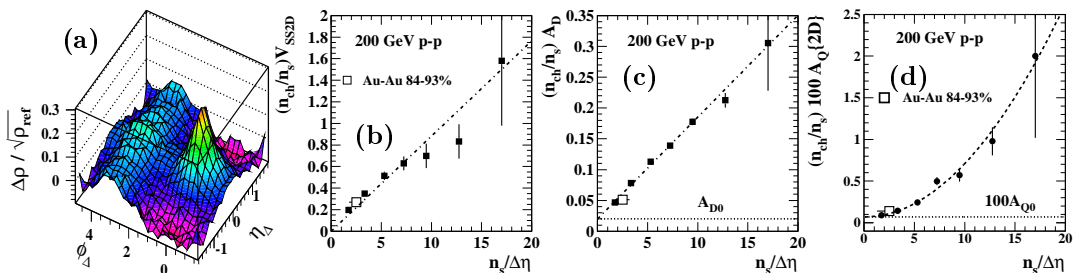 (a)
Δρ / √ρref
0.3
0.2
0.1
0
4
2
0
ϕΔ
-1
0
1
ηΔ
(nch/ns) VSS2D
2
1.8
1.6
1.4
1.2
1
0.8
0.6
0.4
0.2
0
200 GeV p-p
Au-Au 84-93%
(b)
0 5 10 15 20
ns/Δη
(nch/ns) AD
0.35
0.3
0.25
0.2
0.15
0.1
0.05
0
200 GeV p-p
(c)
AD0
0 5 10 15 20
ns/Δη
(nch/ns) 100 AQ{2D}
2.5
2
1.5
1
0.5
0
200 GeV p-p
Au-Au 84-93%
(d)
100AQ0
0 5 10 15 20
ns/Δη